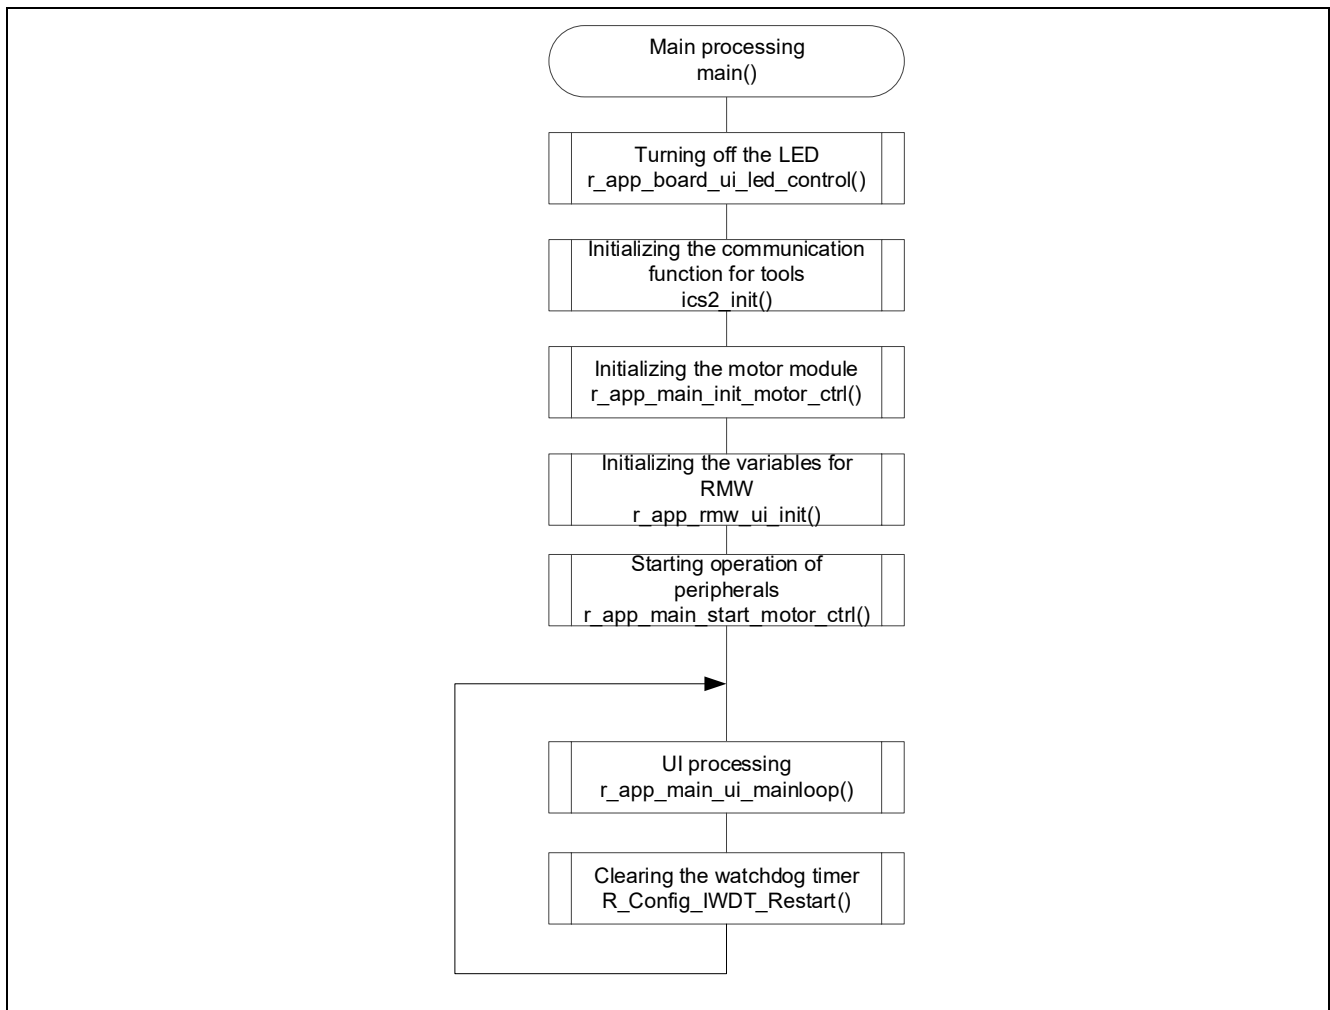 Main processing
main()
Turning off the LED
r_app_board_ui_led_control()
Initializing the communication
function for tools
ics2_init()
Initializing the motor module
r_app_main_init_motor_ctrl()
Initializing the variables for
RMW
r_app_rmw_ui_init()
Starting operation of
peripherals
r_app_main_start_motor_ctrl()
UI processing
r_app_main_ui_mainloop()
Clearing the watchdog timer
R_Config_IWDT_Restart()